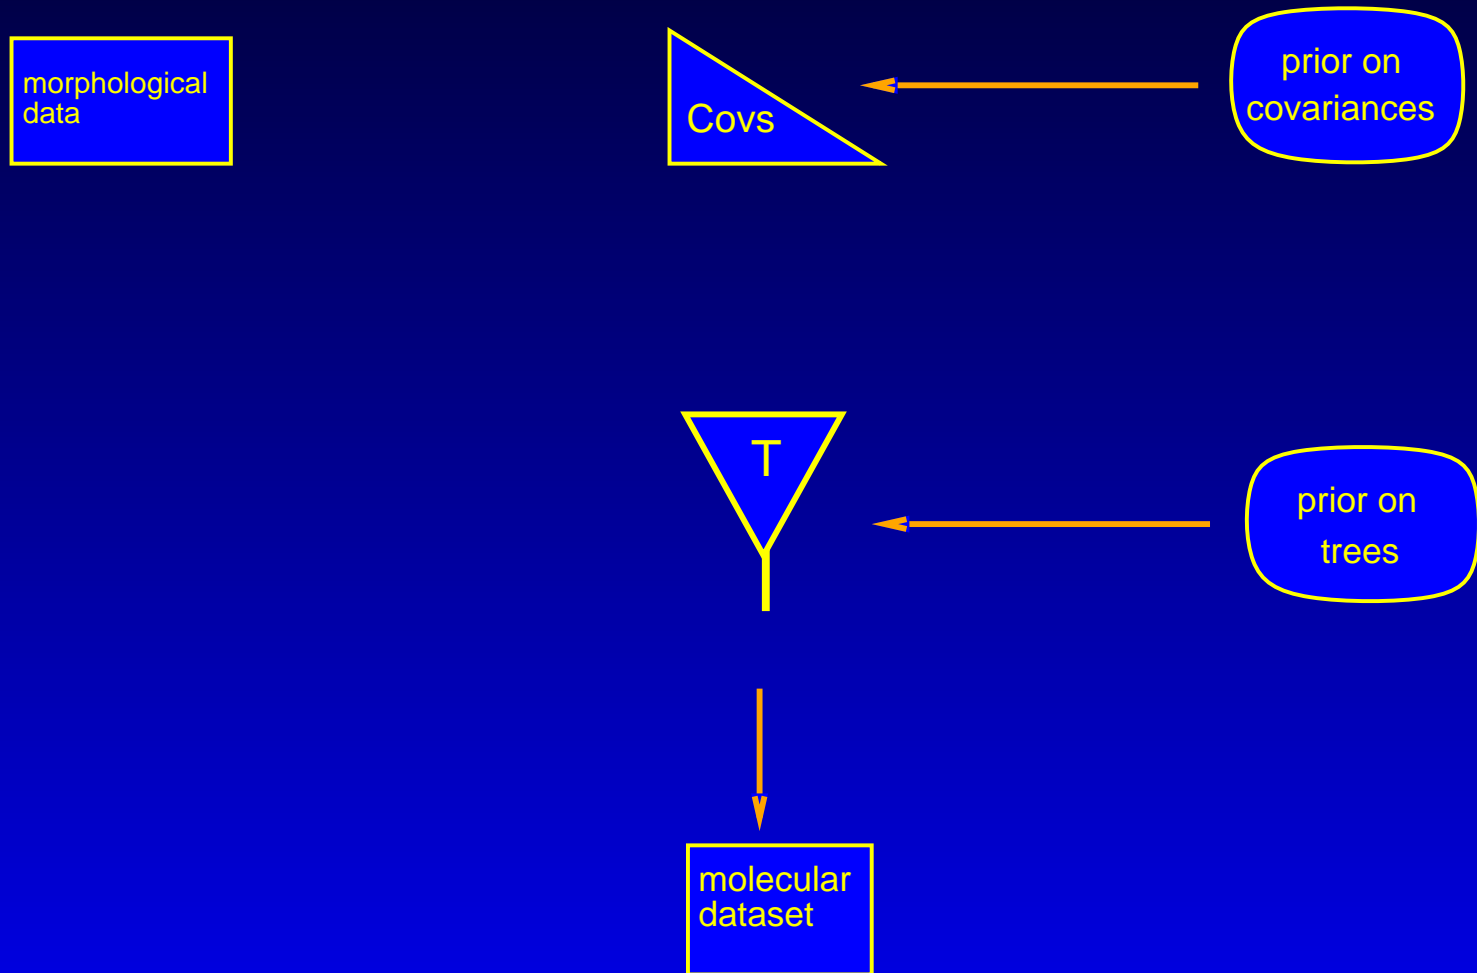 morphological
data
Covs
prior on
covariances
T
prior on
trees
molecular
dataset